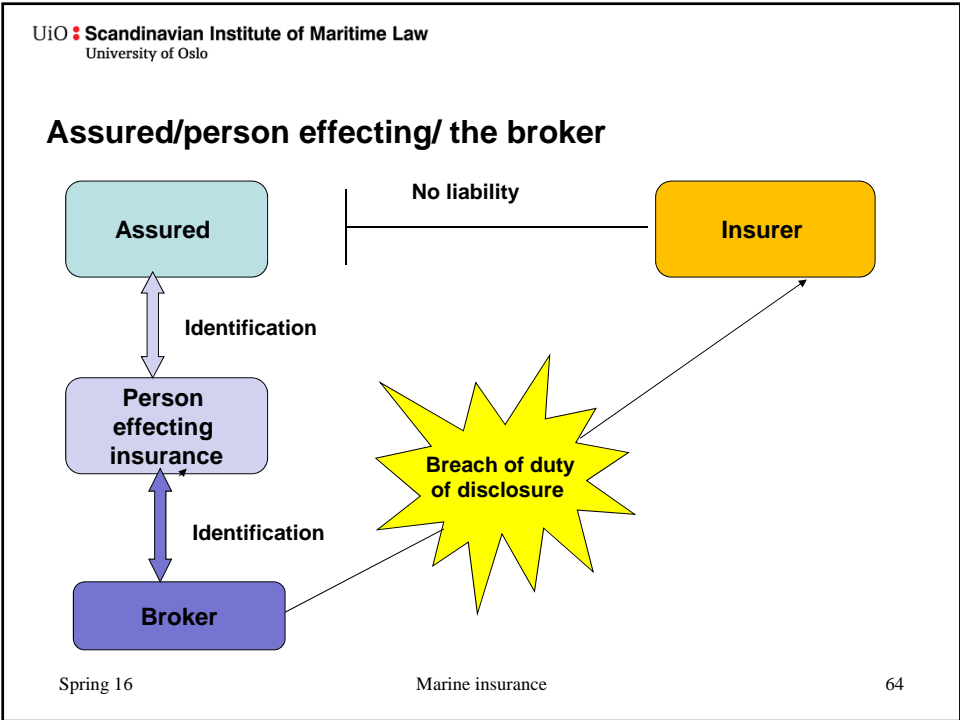 UiO Scandinavian Institute of Maritime Law
University of Oslo
Assured/person effecting/ the broker
No liability
Assured
Insurer
Identification
Person
effecting
insurance
Breach of duty
of disclosure
Identification
Broker
Spring 16 Marine insurance 64